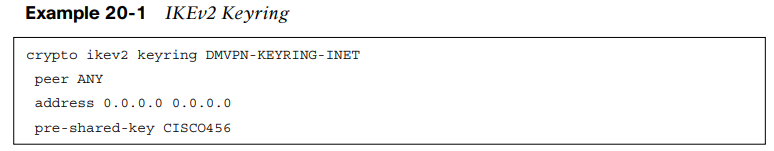 Example 20-1 IKEv2 Keyring
crypto ikev2 keyring DMVPN-KEYRING-INET
peer ANY
address 0.0.0.0 0.0.0.0
pre-shared-key CISCO456